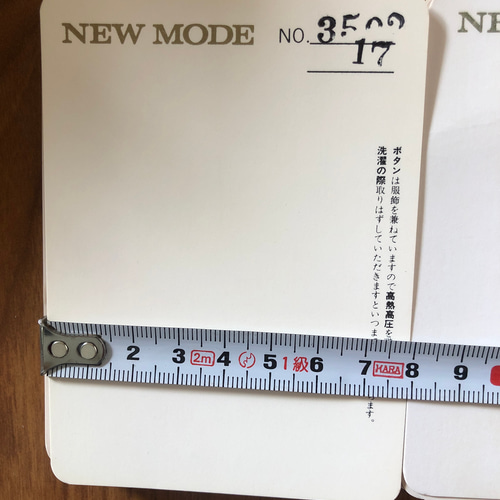 NEW MODE
NO. 3502
17
ボタンは服飾を兼ねていますので高熱高圧を
洗濯の際取りはずしていただきますといつま
ます。
2 3 2m 4 5 1級 6 7 HARA 8 9
NE